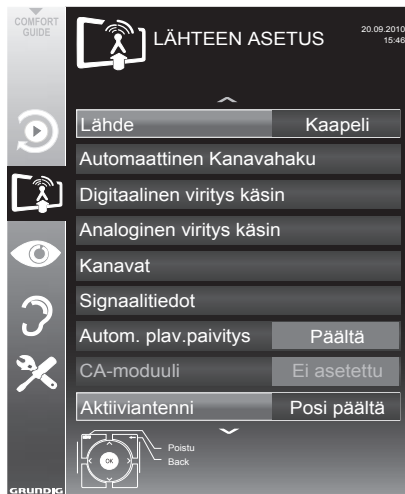 COMFORT
GUIDE
LÄHTEEN ASETUS
20.09.2010
15:46
Lähde Kaapeli
Automaattinen Kanavahaku
Digitaalinen viritys käsin
Analoginen viritys käsin
Kanavat
Signaalitiedot
Autom. plav.paivitys Päältä
CA-moduuli Ei asetettu
Aktiiviantenni Posi päältä
OK
Poistu
Back
GRUNDIG